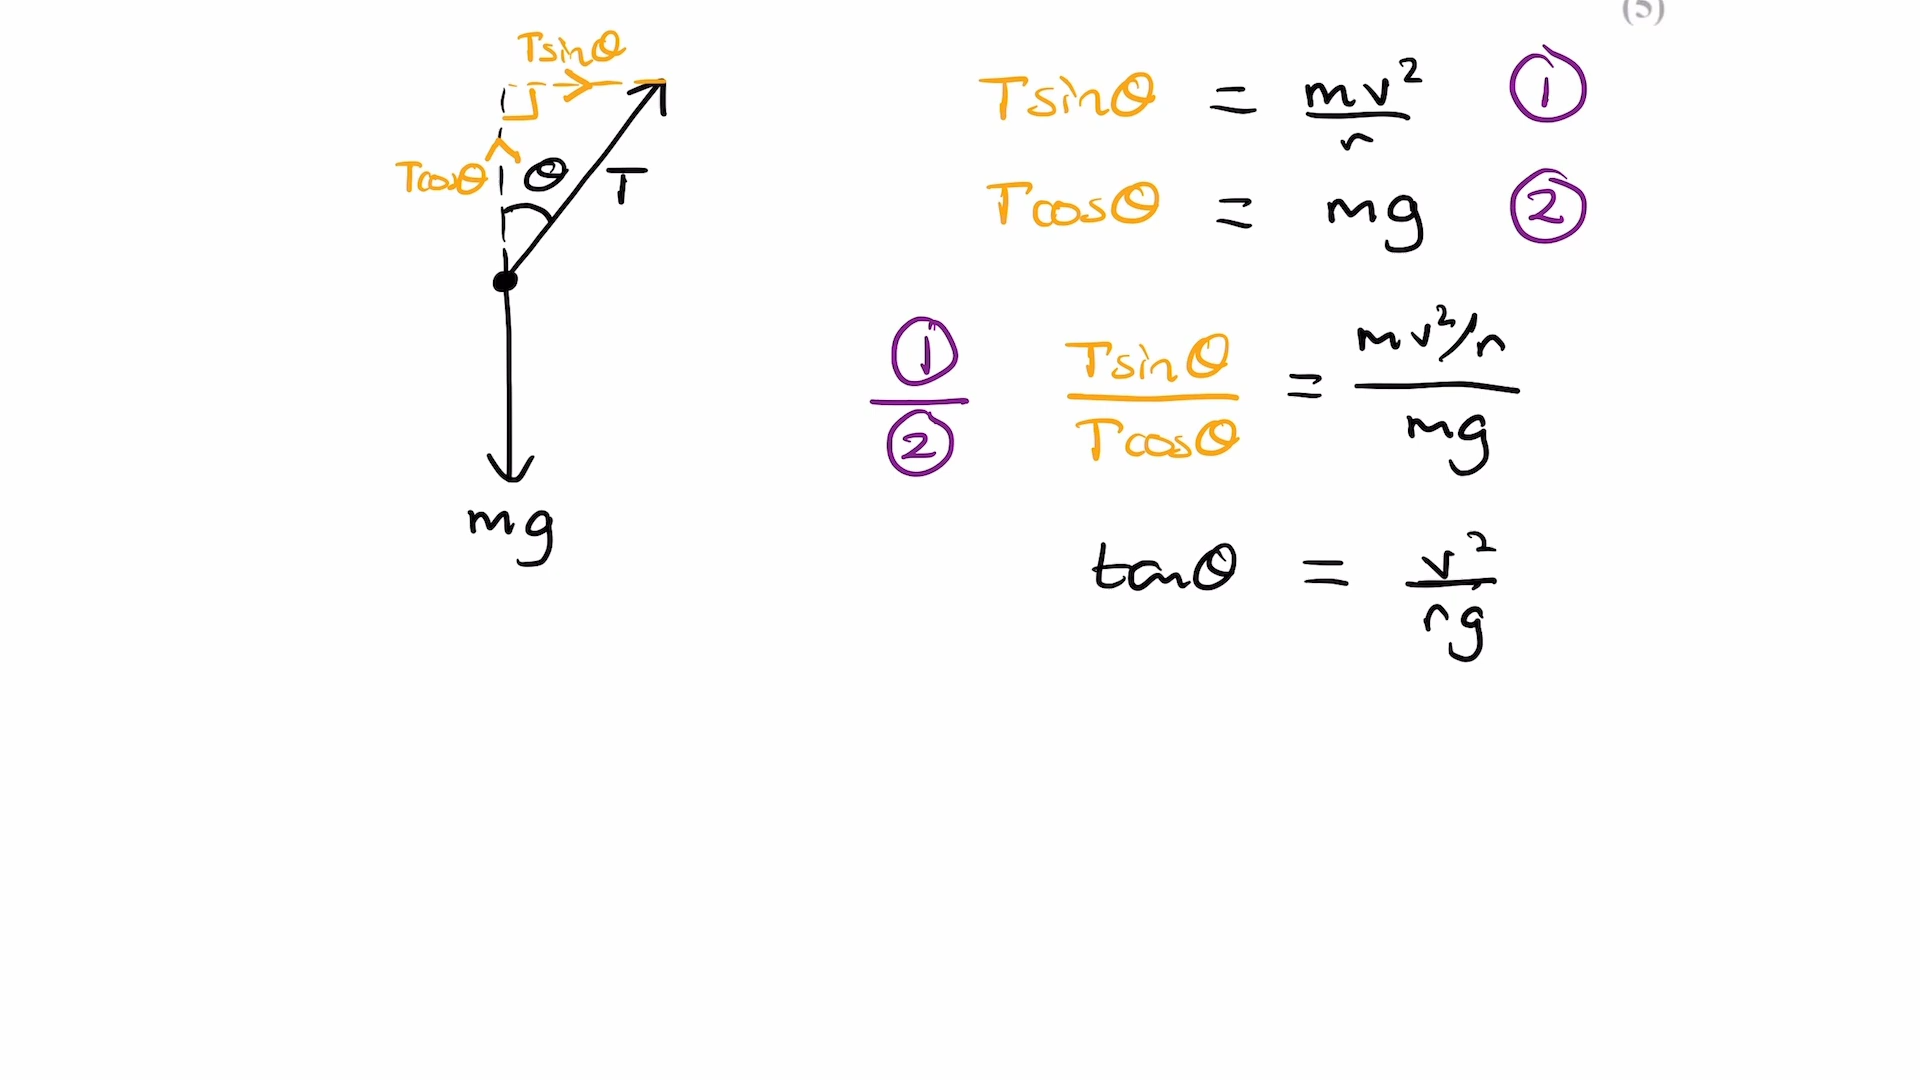 (5)
Tsinθ
Tcosθ
θ
T
mg
Tsinθ = mv²/r ①
Tcosθ = mg ②
①/② Tsinθ/Tcosθ = mv²/r/mg
tanθ = v²/rg